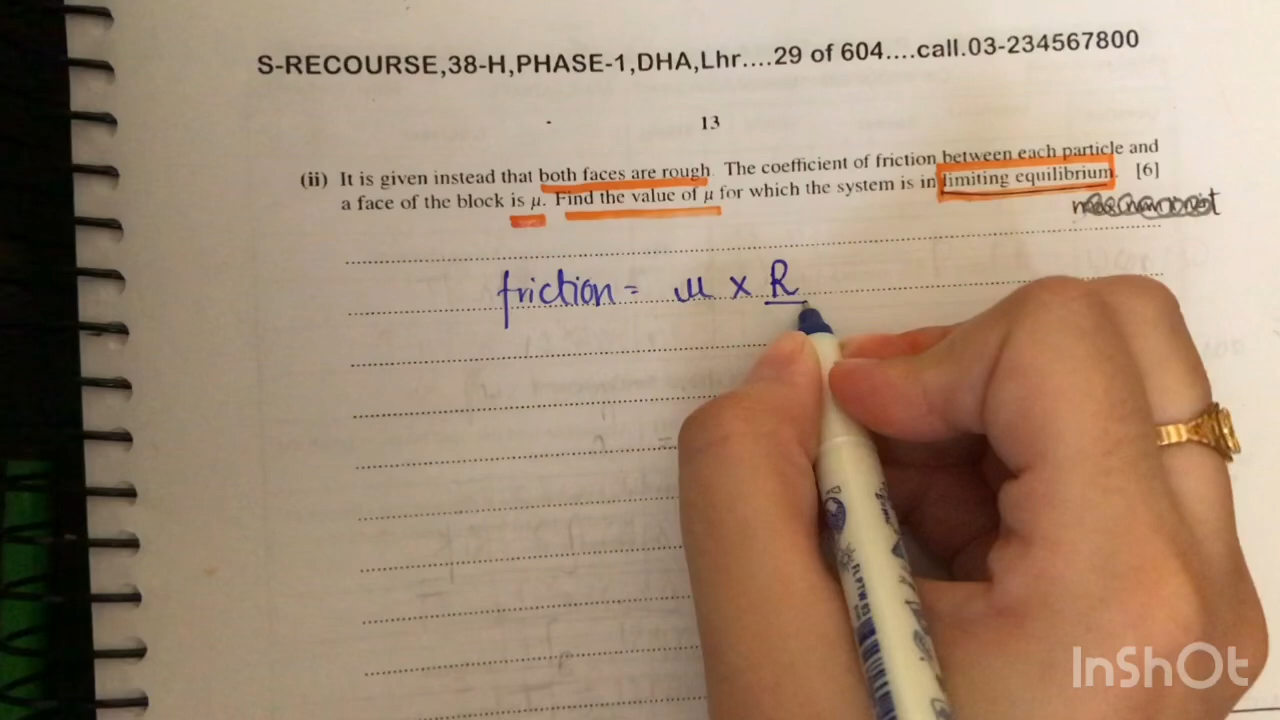 S-RECOURSE,38-H,PHASE-1,DHA,Lhr....29 of 604....call.03-234567800
13
(ii) It is given instead that both faces are rough. The coefficient of friction between each particle and
a face of the block is μ. Find the value of μ for which the system is in limiting equilibrium. [6]
friction = μ × R
InShOt